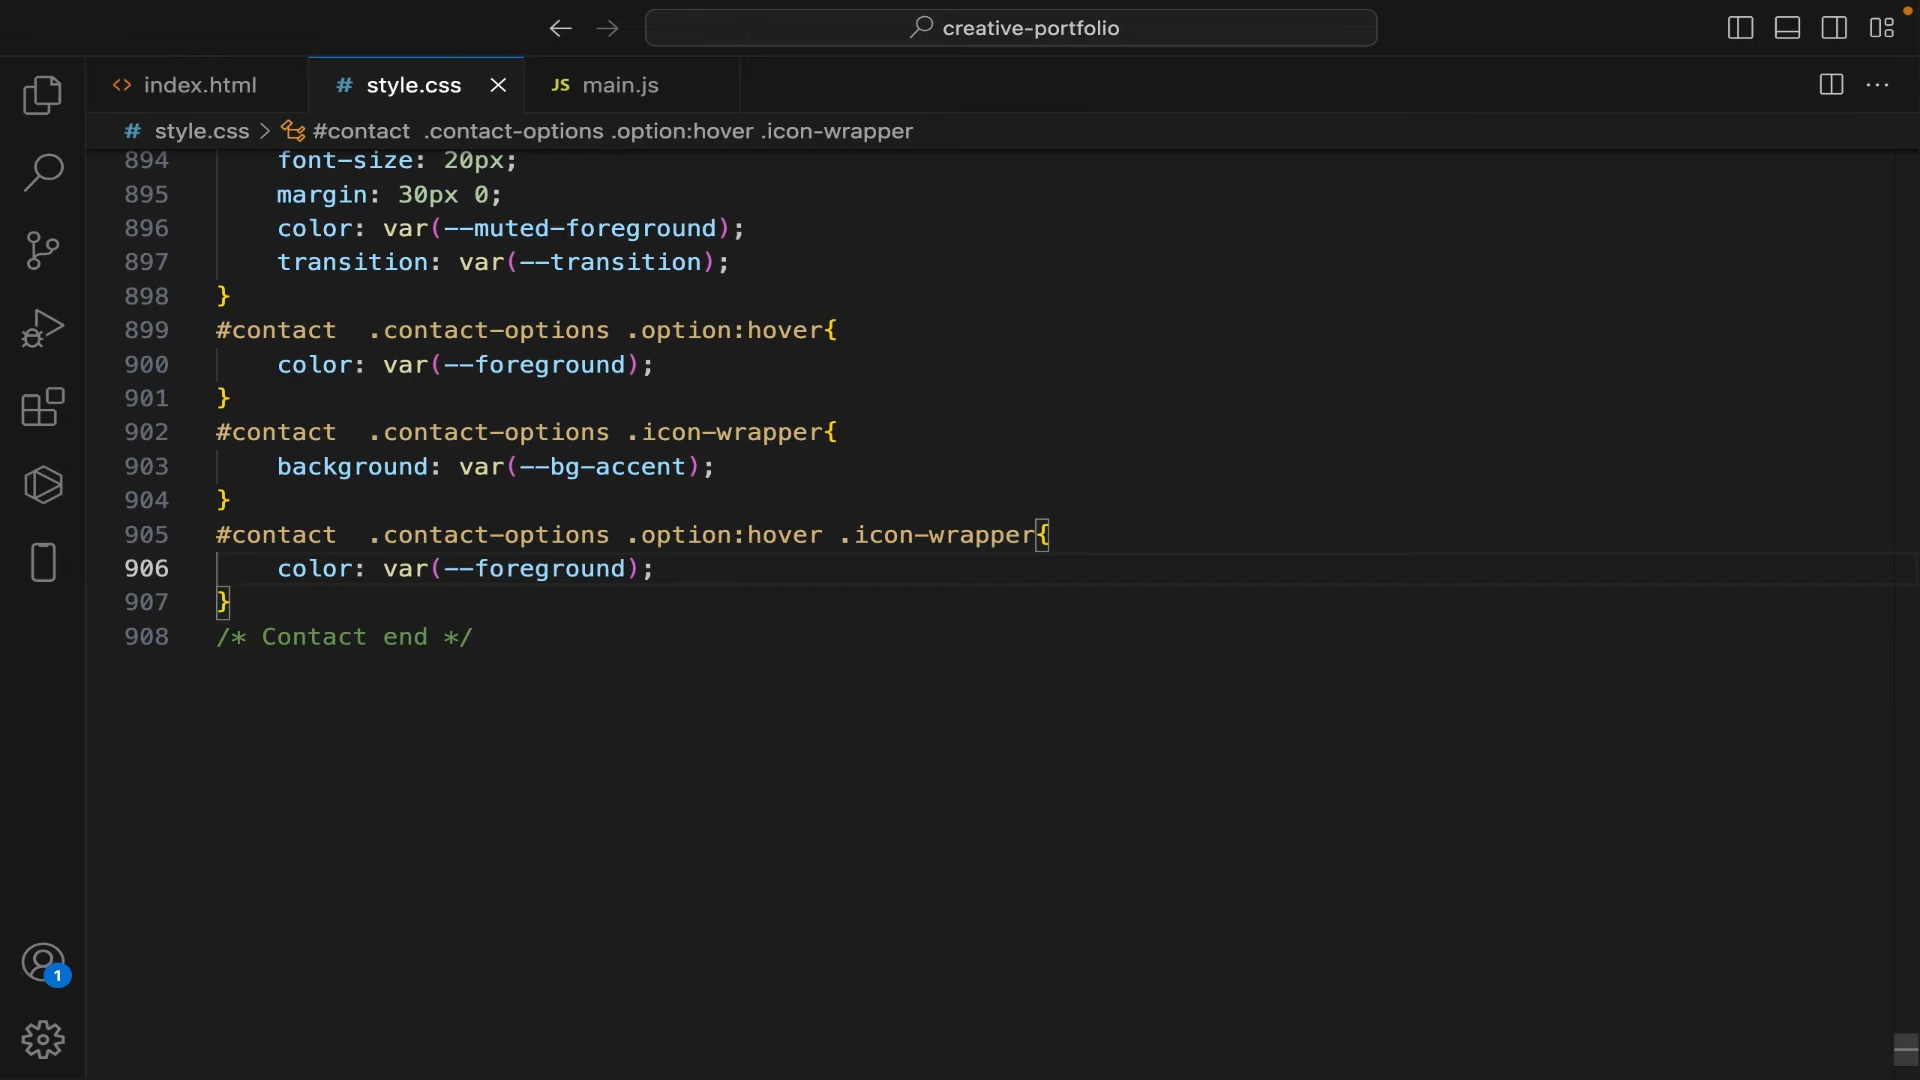 creative-portfolio
index.html
# style.css
JS main.js
# style.css > #contact .contact-options .option:hover .icon-wrapper
894 font-size: 20px;
895 margin: 30px 0;
896 color: var(--muted-foreground);
897 transition: var(--transition);
898 }
899 #contact  .contact-options .option:hover{
900 color: var(--foreground);
901 }
902 #contact  .contact-options .icon-wrapper{
903 background: var(--bg-accent);
904 }
905 #contact  .contact-options .option:hover .icon-wrapper{
906 color: var(--foreground);
907 }
908 /* Contact end */
1